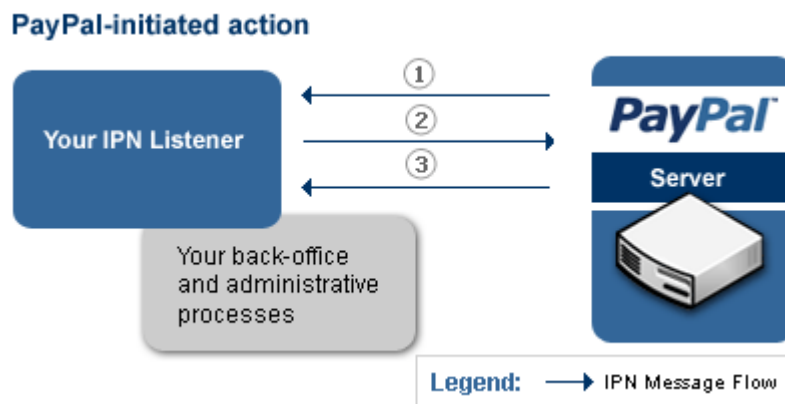 PayPal-initiated action
1
Your IPN Listener
2
PayPal™
3
Server
Your back-office
and administrative
processes
Legend: IPN Message Flow